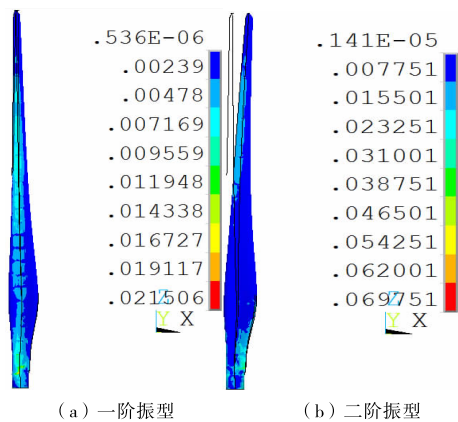 .536E-06
.00239
.00478
.007169
.009559
.011948
.014338
.016727
.019117
.021506
Z
Y X
(a)一阶振型
.141E-05
.007751
.015501
.023251
.031001
.038751
.046501
.054251
.062001
.069751
Z
Y X
(b)二阶振型